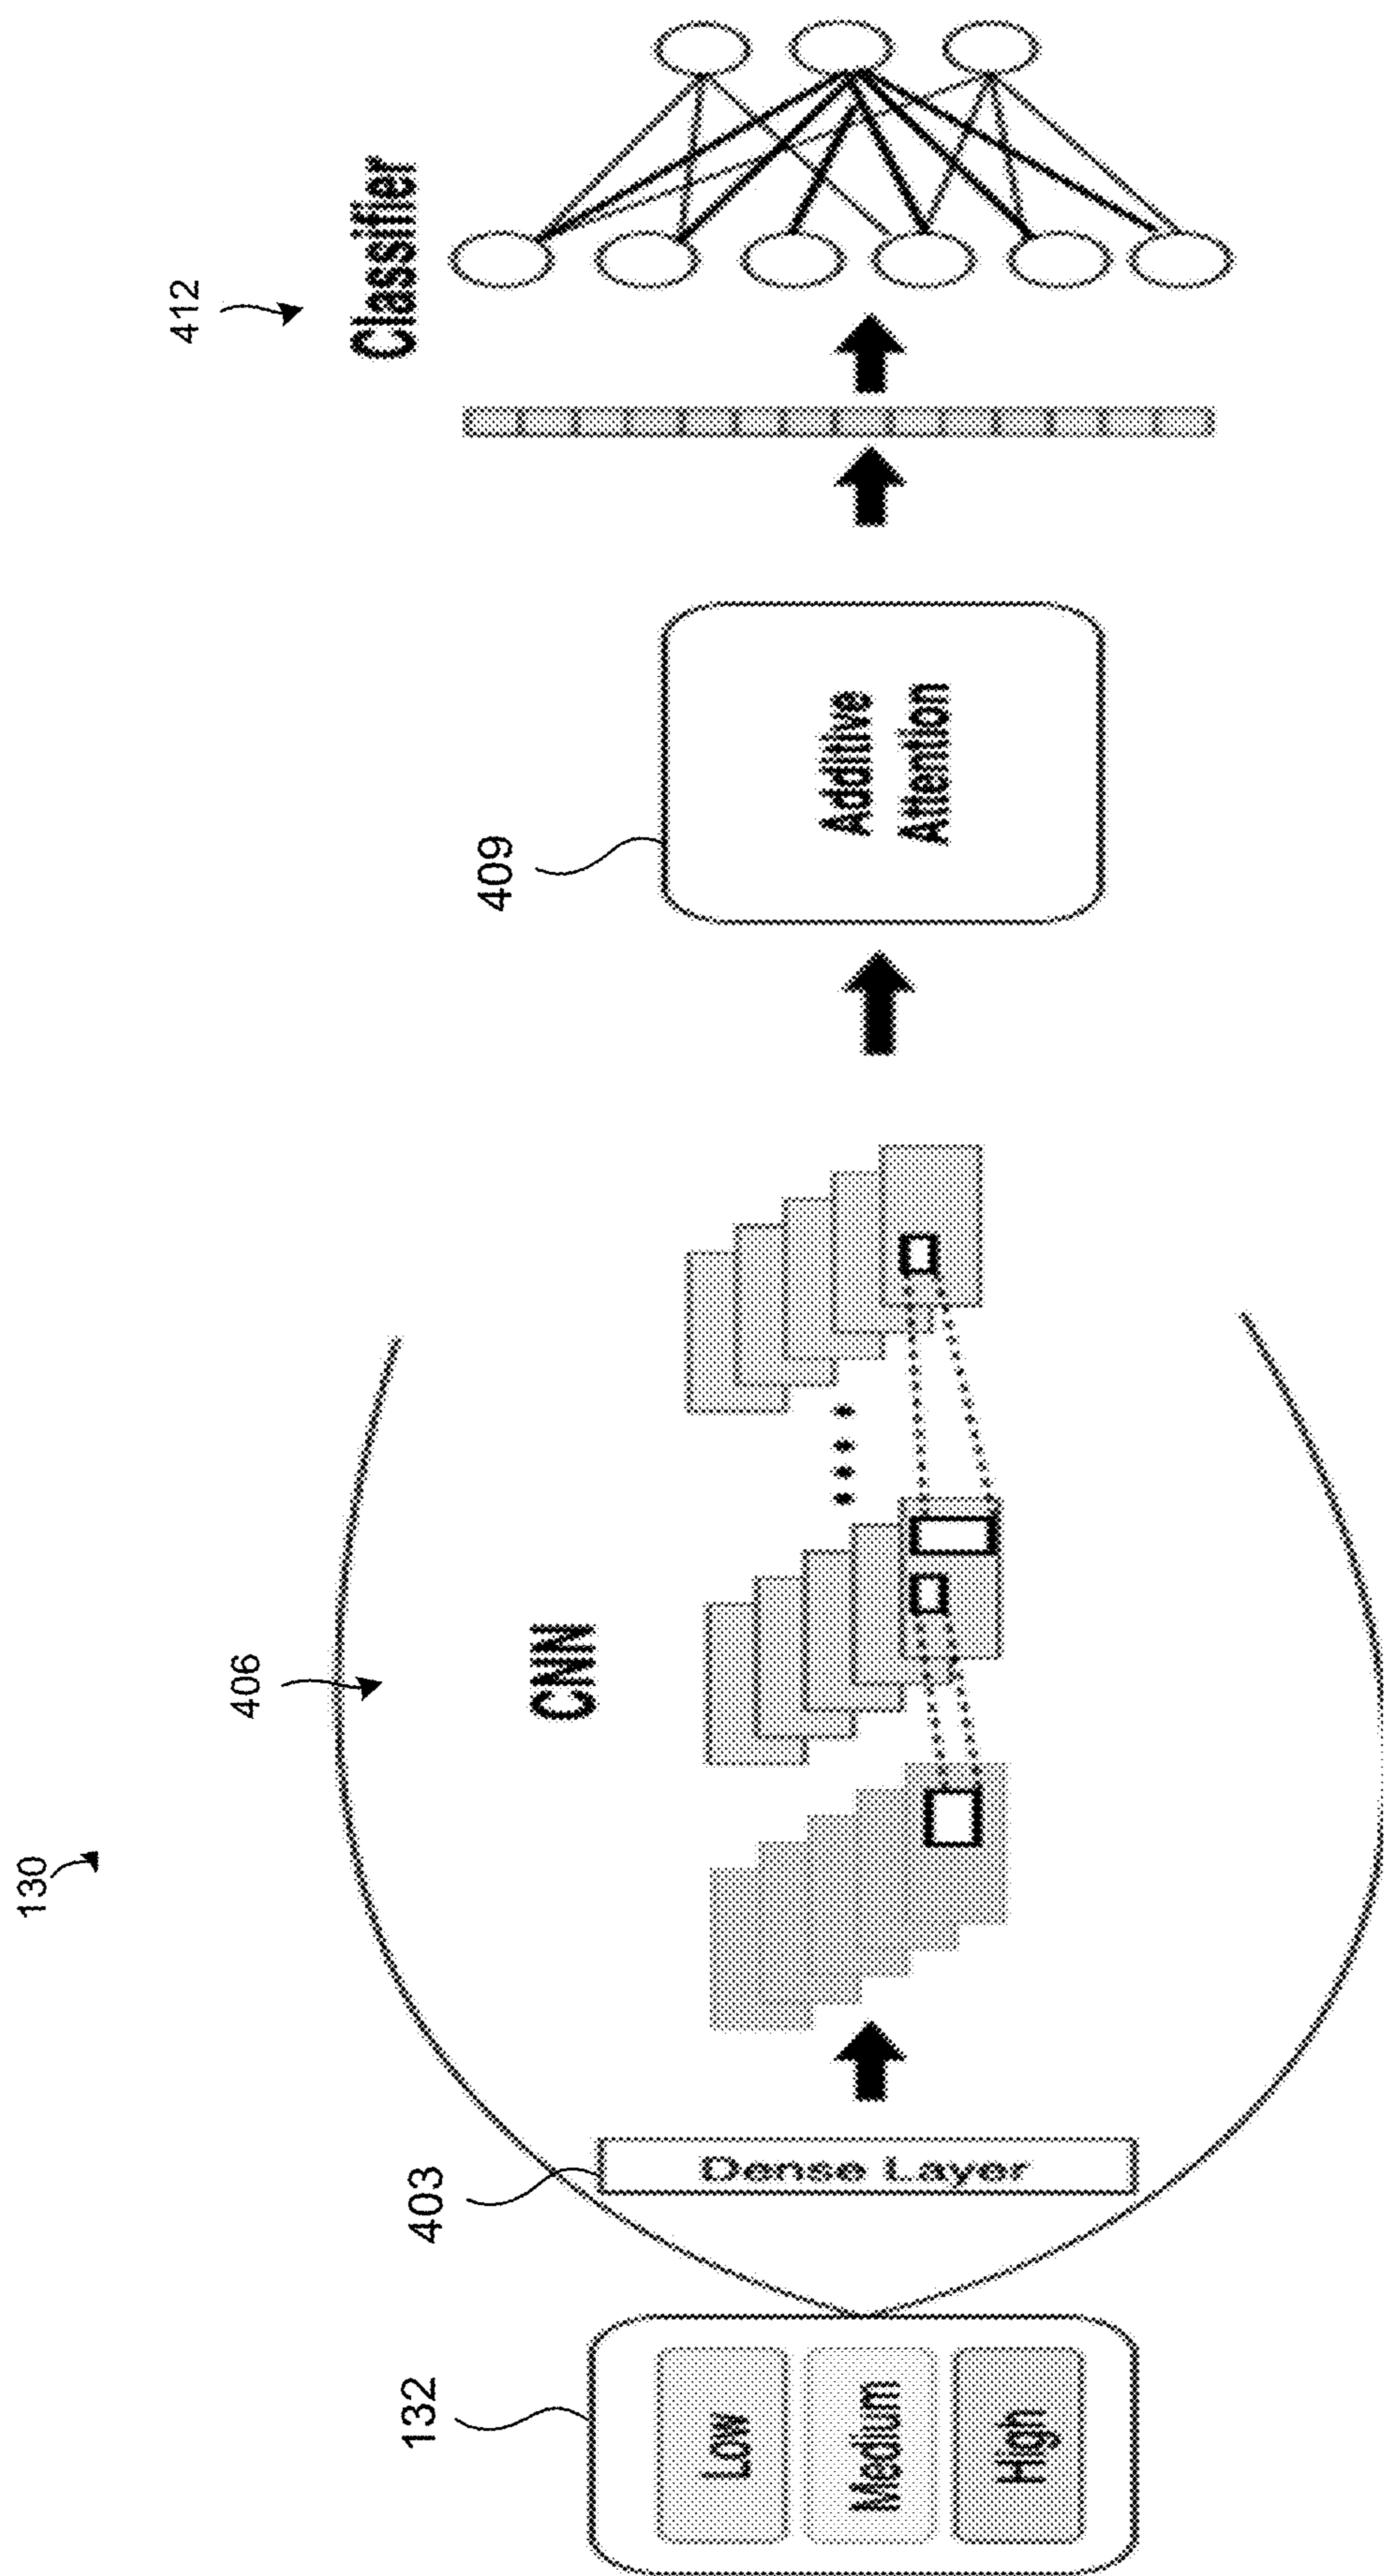 130
406
412
CNN
Classifier
132
403
409
Low
Medium
High
Dense Layer
Additive
Attention